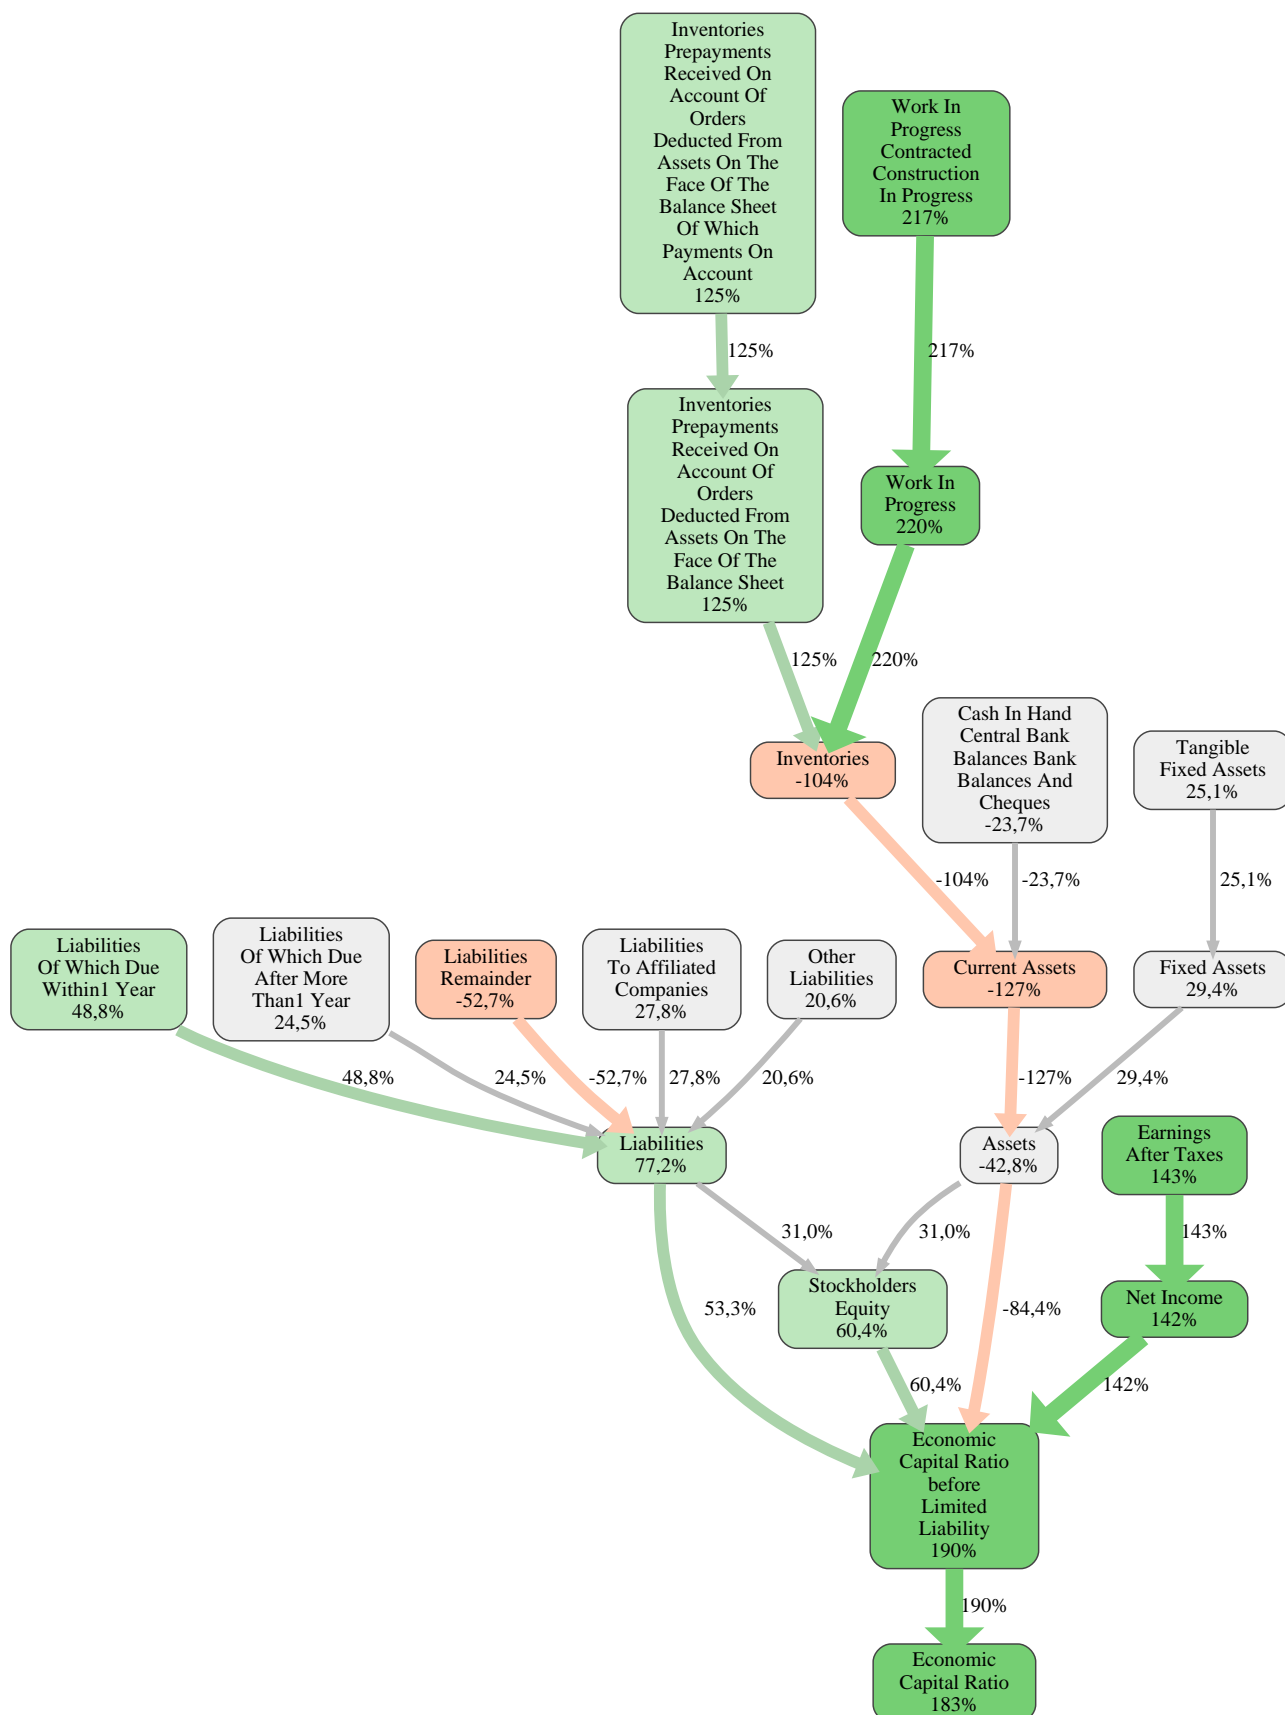 Inventories
Prepayments
Received On
Account Of
Orders
Deducted From
Assets On The
Face Of The
Balance Sheet
Of Which
Payments On
Account
125%
Work In
Progress
Contracted
Construction
In Progress
217%
125%
217%
Inventories
Prepayments
Received On
Account Of
Orders
Deducted From
Assets On The
Face Of The
Balance Sheet
125%
Work In
Progress
220%
125%
220%
Inventories
-104%
Cash In Hand
Central Bank
Balances Bank
Balances And
Cheques
-23,7%
Tangible
Fixed Assets
25,1%
-104%
-23,7%
25,1%
Liabilities
Of Which Due
Within1 Year
48,8%
Liabilities
Of Which Due
After More
Than1 Year
24,5%
Liabilities
Remainder
-52,7%
Liabilities
To Affiliated
Companies
27,8%
Other
Liabilities
20,6%
Current Assets
-127%
Fixed Assets
29,4%
48,8%
24,5%
-52,7%
27,8%
20,6%
-127%
29,4%
Liabilities
77,2%
Assets
-42,8%
Earnings
After Taxes
143%
31,0%
31,0%
143%
Stockholders
Equity
60,4%
Net Income
142%
53,3%
-84,4%
60,4%
142%
Economic
Capital Ratio
before
Limited
Liability
190%
190%
Economic
Capital Ratio
183%